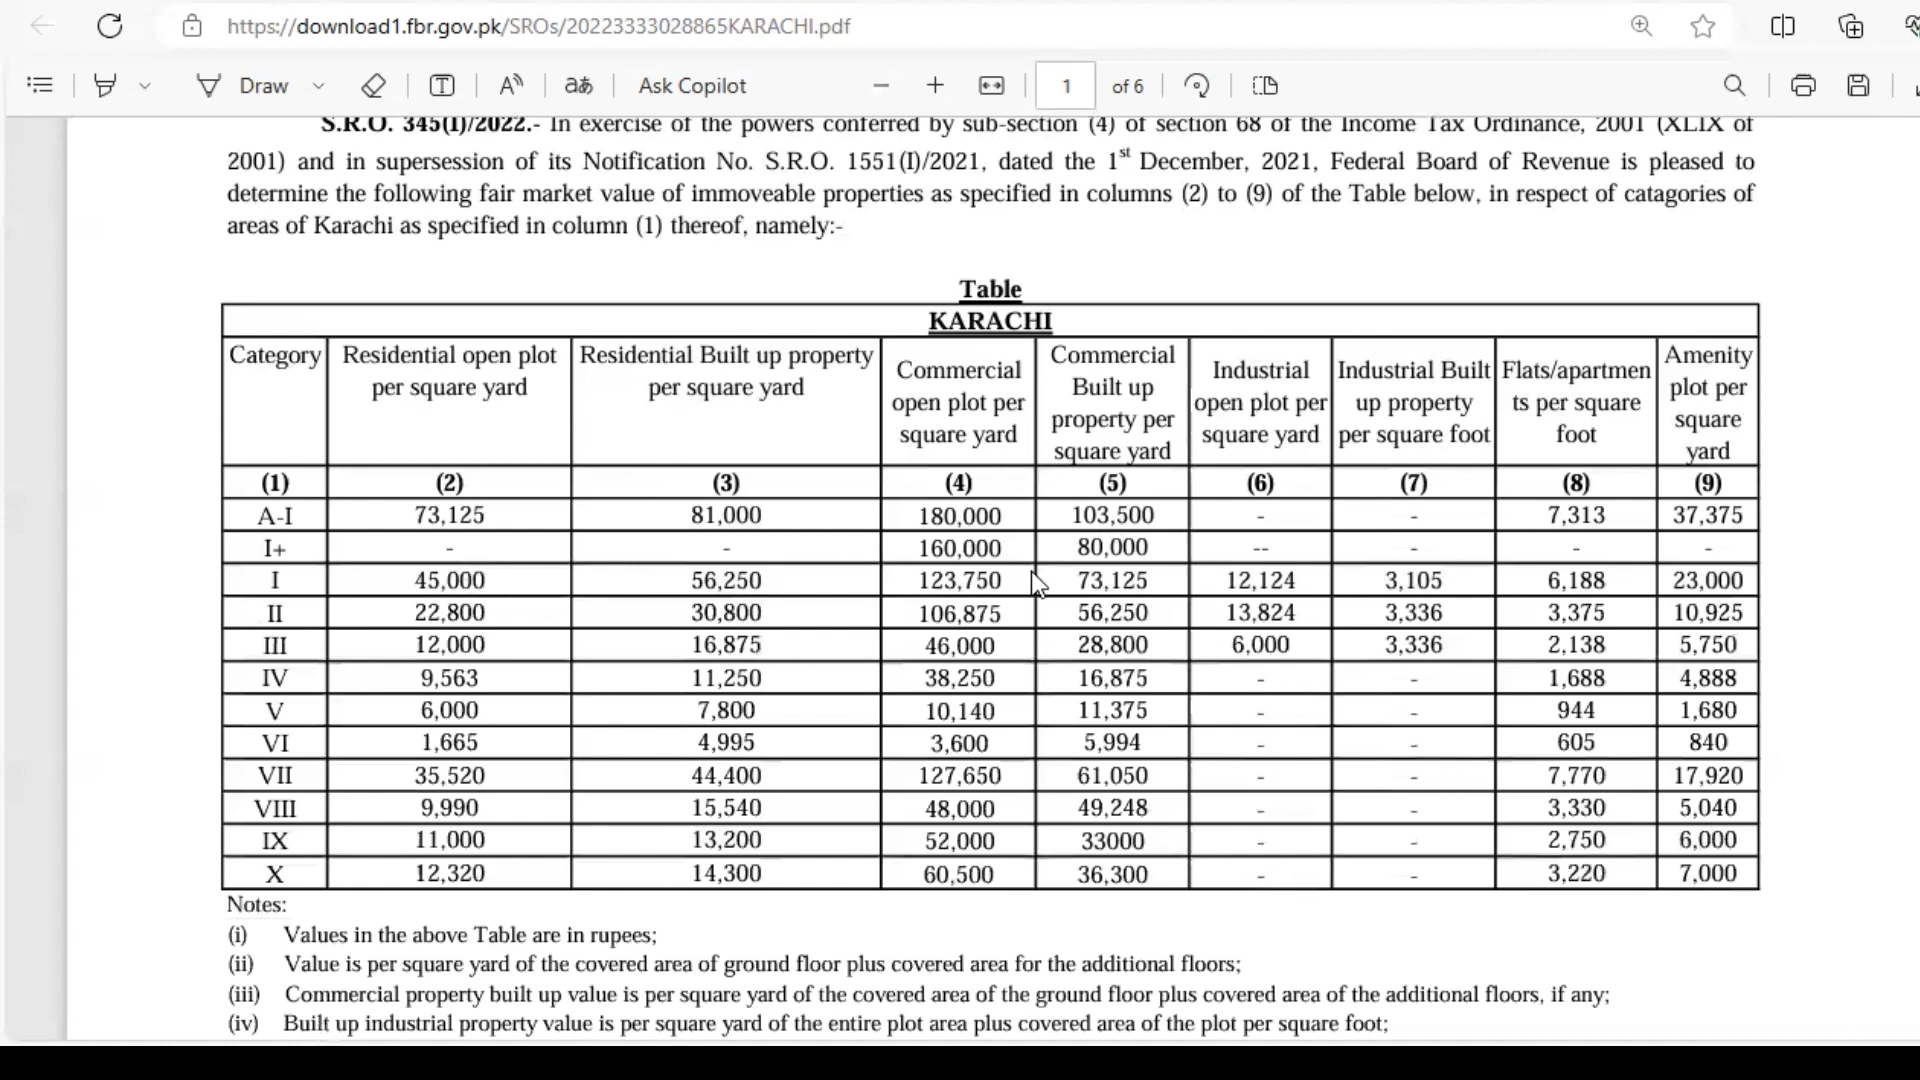 https://download1.fbr.gov.pk/SROs/20223333028865KARACHI.pdf
Draw T A aあ Ask Copilot 1 of 6
S.R.O. 345(I)/2022.- In exercise of the powers conferred by sub-section (4) of section 68 of the Income Tax Ordinance, 2001 (XLIX of
2001) and in supersession of its Notification No. S.R.O. 1551(I)/2021, dated the 1st December, 2021, Federal Board of Revenue is pleased to
determine the following fair market value of immoveable properties as specified in columns (2) to (9) of the Table below, in respect of catagories of
areas of Karachi as specified in column (1) thereof, namely:-
Table
KARACHI
Category Residential open plot per square yard Residential Built up property per square yard Commercial open plot per square yard Commercial Built up property per square yard Industrial open plot per square yard Industrial Built up property per square foot Flats/apartmen ts per square foot Amenity plot per square yard
(1) (2) (3) (4) (5) (6) (7) (8) (9)
A-I 73,125 81,000 180,000 103,500 - - 7,313 37,375
I+ - - 160,000 80,000 -- - - -
I 45,000 56,250 123,750 73,125 12,124 3,105 6,188 23,000
II 22,800 30,800 106,875 56,250 13,824 3,336 3,375 10,925
III 12,000 16,875 46,000 28,800 6,000 3,336 2,138 5,750
IV 9,563 11,250 38,250 16,875 - - 1,688 4,888
V 6,000 7,800 10,140 11,375 - - 944 1,680
VI 1,665 4,995 3,600 5,994 - - 605 840
VII 35,520 44,400 127,650 61,050 - - 7,770 17,920
VIII 9,990 15,540 48,000 49,248 - - 3,330 5,040
IX 11,000 13,200 52,000 33000 - - 2,750 6,000
X 12,320 14,300 60,500 36,300 - - 3,220 7,000
Notes:
(i) Values in the above Table are in rupees;
(ii) Value is per square yard of the covered area of ground floor plus covered area for the additional floors;
(iii) Commercial property built up value is per square yard of the covered area of the ground floor plus covered area of the additional floors, if any;
(iv) Built up industrial property value is per square yard of the entire plot area plus covered area of the plot per square foot;